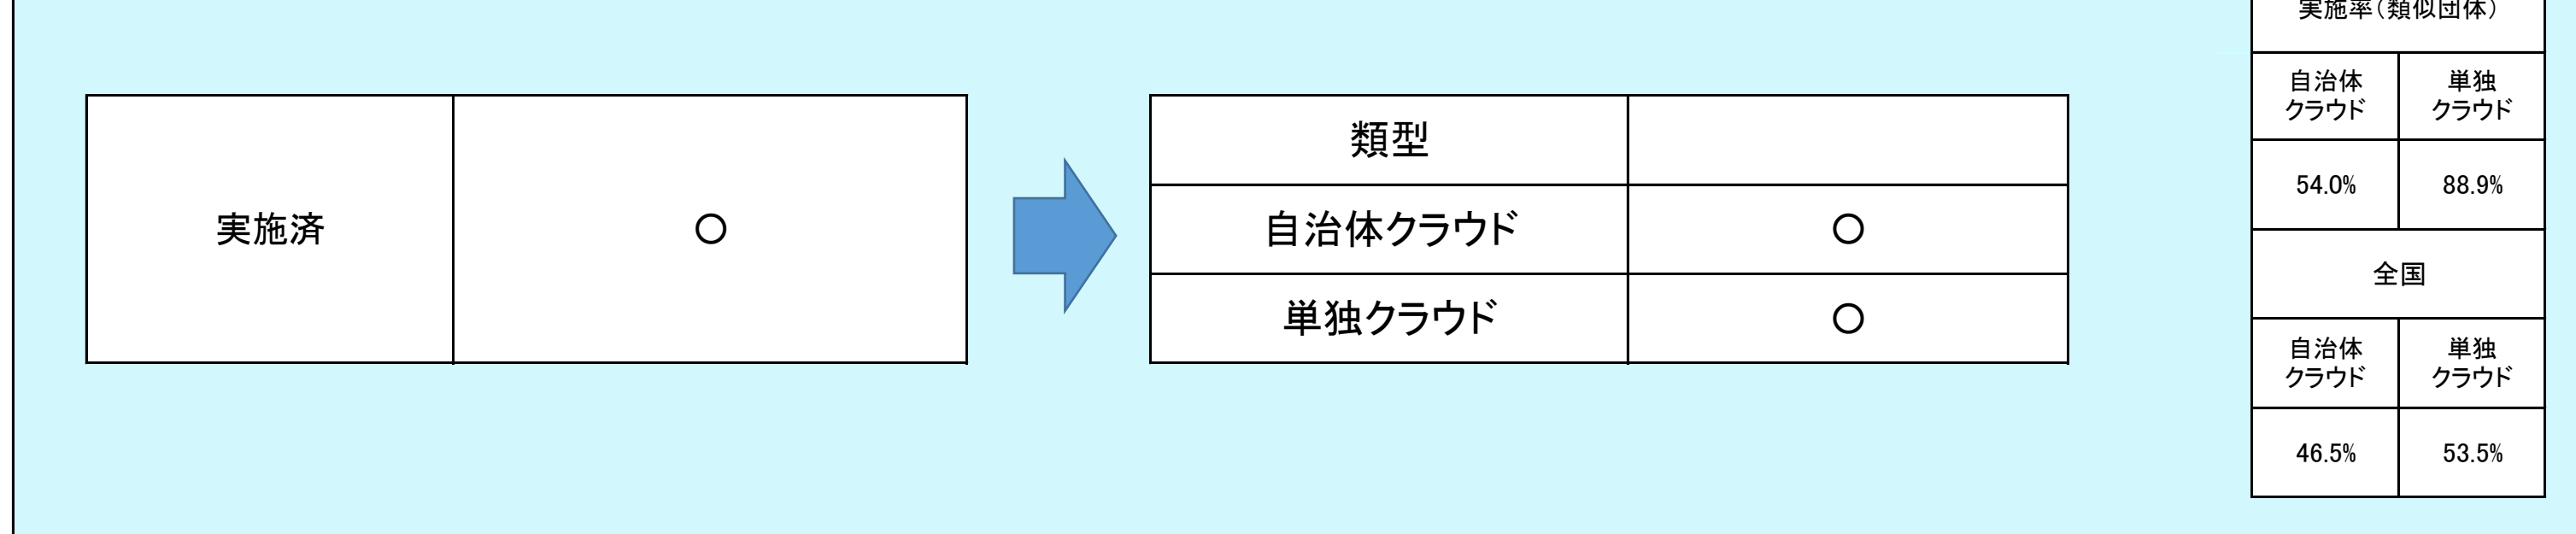 実施率(類似団体)
自治体
クラウド
単独
クラウド
54.0%
88.9%
全国
自治体
クラウド
単独
クラウド
46.5%
53.5%
実施済
○
類型
自治体クラウド
○
単独クラウド
○